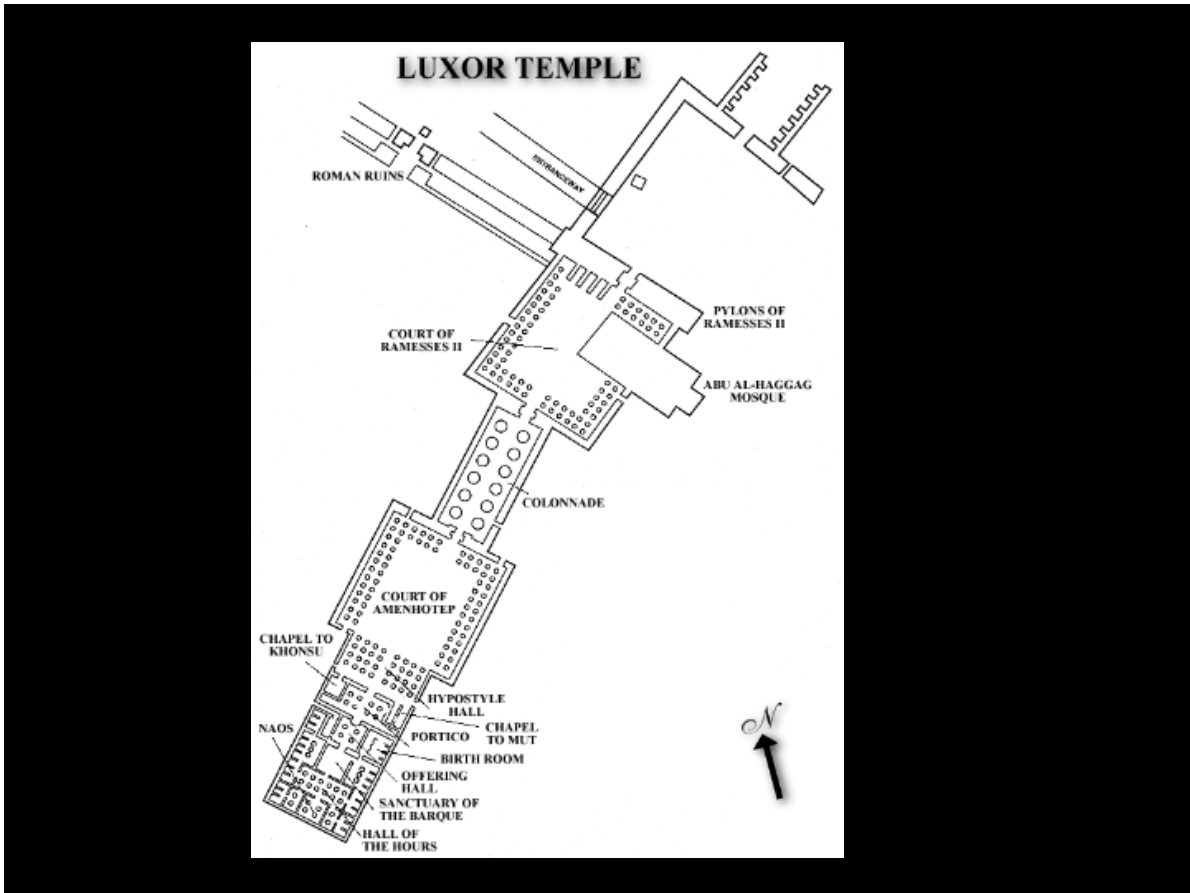 LUXOR TEMPLE
ENTRANCEWAY
ROMAN RUINS
PYLONS OF
RAMESSES II
COURT OF
RAMESSES II
ABU AL-HAGGAG
MOSQUE
COLONNADE
COURT OF
AMENHOTEP
CHAPEL TO
KHONSU
HYPOSTYLE
HALL
CHAPEL
TO MUT
NAOS
PORTICO
BIRTH ROOM
OFFERING
HALL
SANCTUARY OF
THE BARQUE
HALL OF
THE HOURS
N